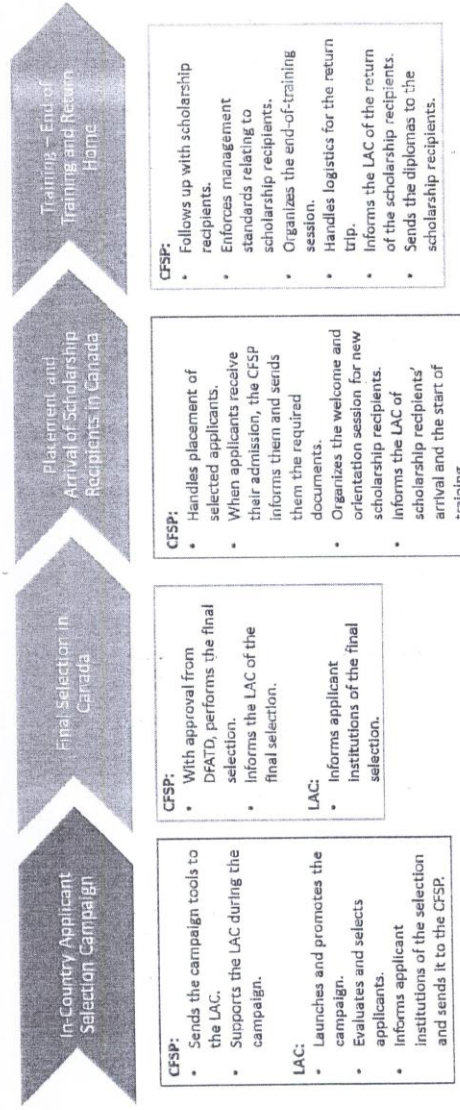 In-Country Applicant
Selection Campaign
CFSP:
• Sends the campaign tools to
the LAC.
• Supports the LAC during the
campaign.
LAC:
• Launches and promotes the
campaign.
• Evaluates and selects
applicants.
• Informs applicant
institutions of the selection
and sends it to the CFSP.
Final Selection in
Canada
CFSP:
• With approval from
DFATD, performs the final
selection.
• Informs the LAC of the
final selection.
LAC:
• Informs applicant
institutions of the final
selection.
Placement and
Arrival of Scholarship
Recipients in Canada
CFSP:
• Handles placement of
selected applicants.
• When applicants receive
their admission, the CFSP
informs them and sends
them the required
documents.
• Organizes the welcome and
orientation session for new
scholarship recipients.
• Informs the LAC of
scholarship recipients'
arrival and the start of
training.
Training – End of
Training and Return
Home
CFSP:
• Follows up with scholarship
recipients.
• Enforces management
standards relating to
scholarship recipients.
• Organizes the end-of-training
session.
• Handles logistics for the return
trip.
• Informs the LAC of the return
of the scholarship recipients.
• Sends the diplomas to the
scholarship recipients.